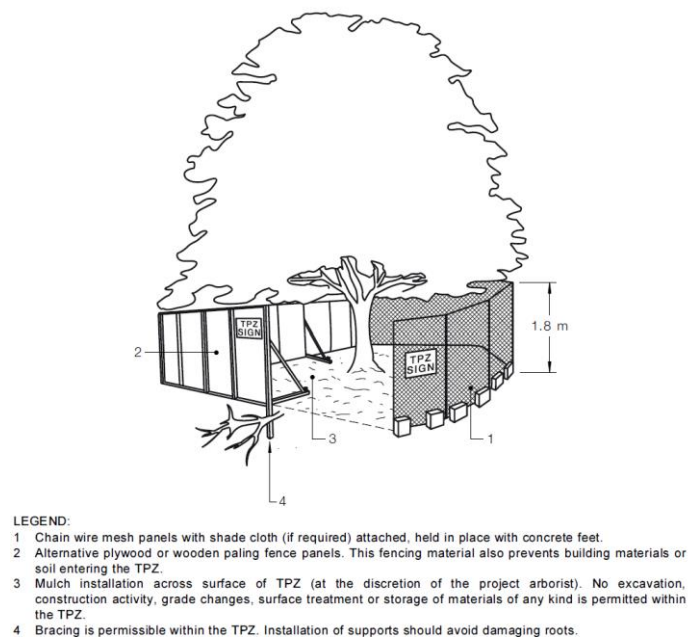 1.8 m
TPZ
SIGN
TPZ
SIGN
2
3
1
4
LEGEND:
1 Chain wire mesh panels with shade cloth (if required) attached, held in place with concrete feet.
2 Alternative plywood or wooden paling fence panels. This fencing material also prevents building materials or
soil entering the TPZ.
3 Mulch installation across surface of TPZ (at the discretion of the project arborist). No excavation,
construction activity, grade changes, surface treatment or storage of materials of any kind is permitted within
the TPZ.
4 Bracing is permissible within the TPZ. Installation of supports should avoid damaging roots.